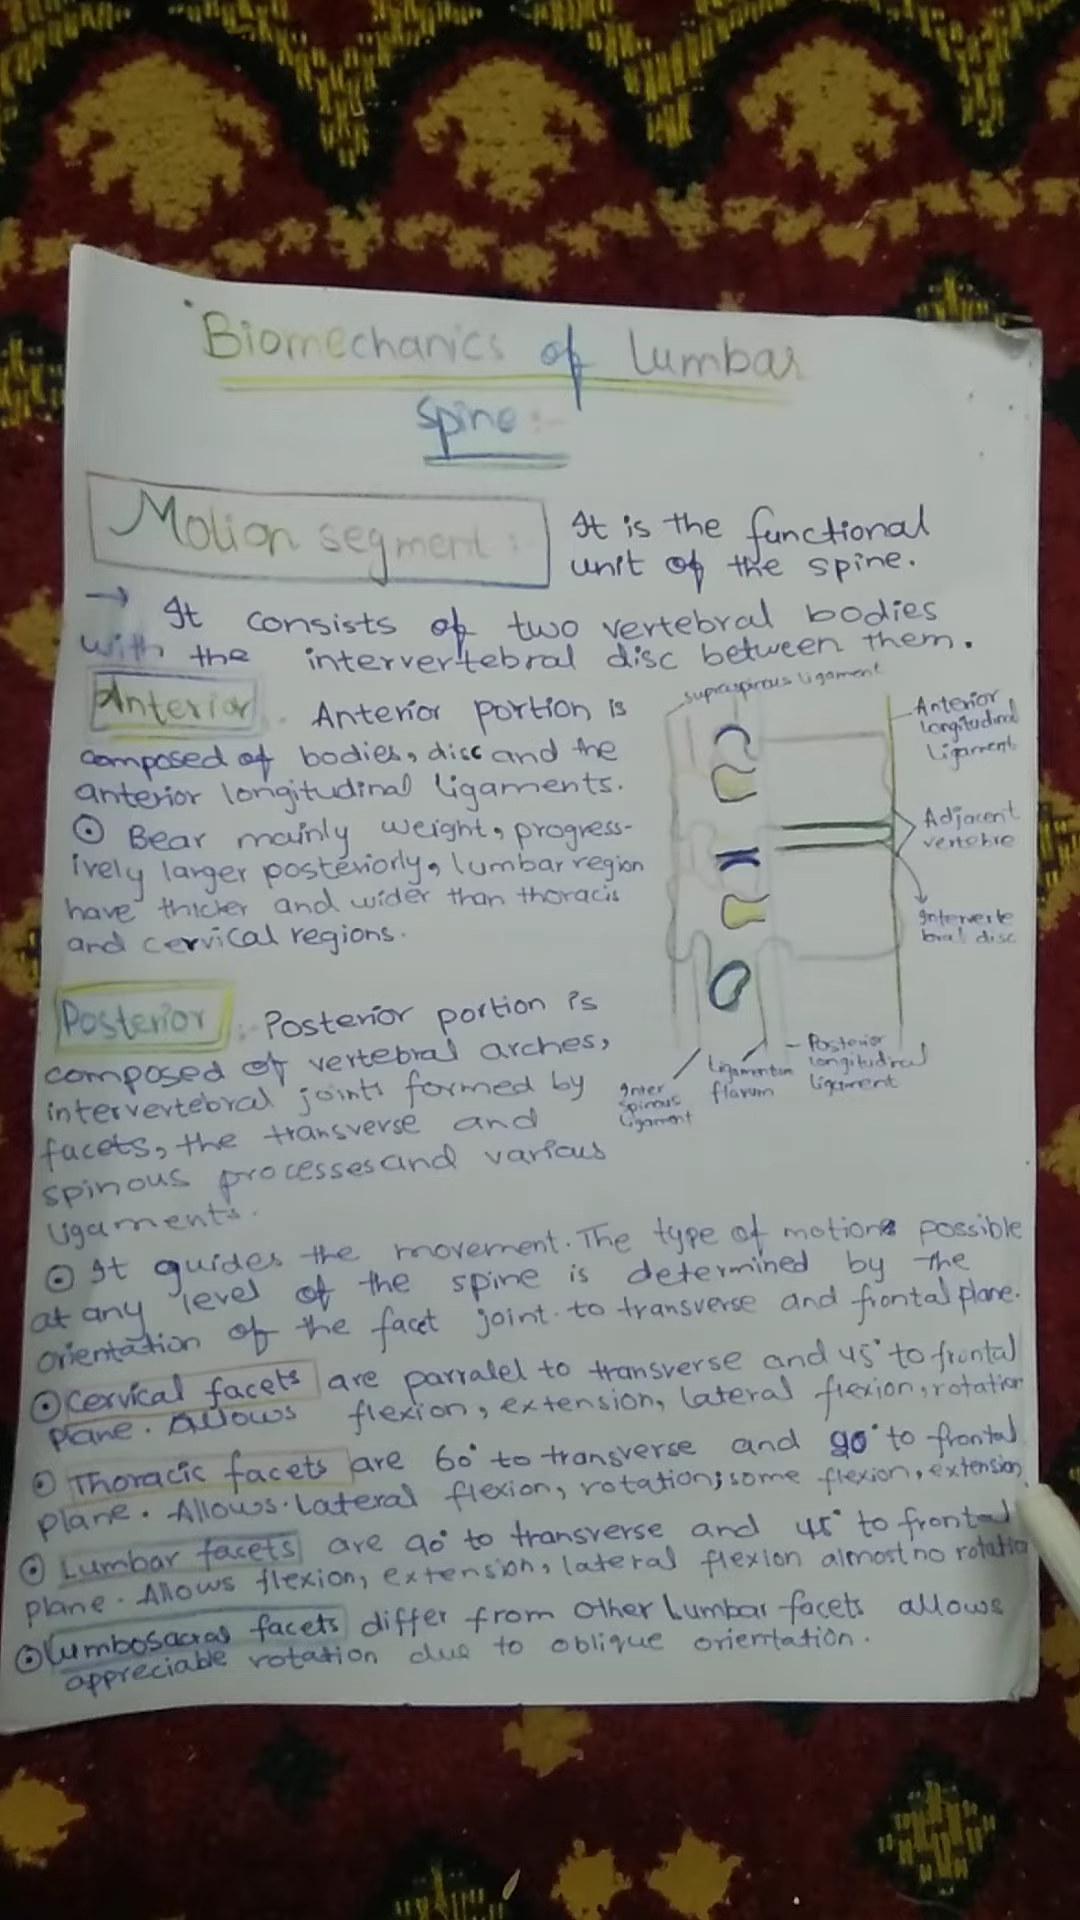 Biomechanics of lumbar
spine:-
Motion segment:
It is the functional
unit of the spine.
→ It consists of two vertebral bodies
with the intervertebral disc between them.
Anterior :- Anterior portion is
composed of bodies, disc and the
anterior longitudinal ligaments.
⊙ Bear mainly weight, progress-
ively larger posteriorly, lumbar region
have thicker and wider than thoracis
and cervical regions.
supraspinous ligament
Anterior
longitudinal
Ligament
Adjacent
vertebre
Interverte
bral disc
Posterior
longitudinal
ligament
Ligamentum
flavum
Inter
spinous
ligament
Posterior :- Posterior portion is
composed of vertebral arches,
intervertebral joints formed by
facets, the transverse and
spinous processes and various
ligaments.
⊙ It guides the movement. The type of motions possible
at any level of the spine is determined by the
orientation of the facet joint to transverse and frontal plane.
⊙ Cervical facets are parralel to transverse and 45° to frontal
plane. Allows flexion, extension, lateral flexion, rotation
⊙ Thoracic facets are 60° to transverse and 90° to frontal
plane. Allows lateral flexion, rotation; some flexion, extension
⊙ Lumbar facets are 90° to transverse and 45° to frontal
plane. Allows flexion, extension, lateral flexion almost no rotatio
⊙ Lumbosacral facets differ from other Lumbar facets allows
appreciable rotation due to oblique orientation.